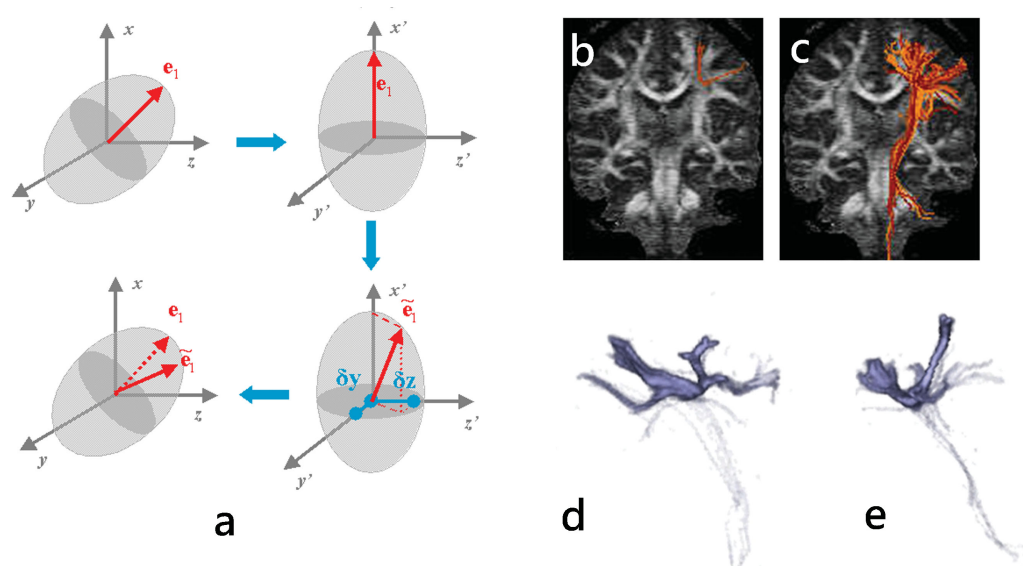 x
e₁
z
y
x'
e₁
z'
y'
x
e₁
ẽ₁
z
y
x'
ẽ₁
δy
δz
z'
y'
a
b
c
d
e